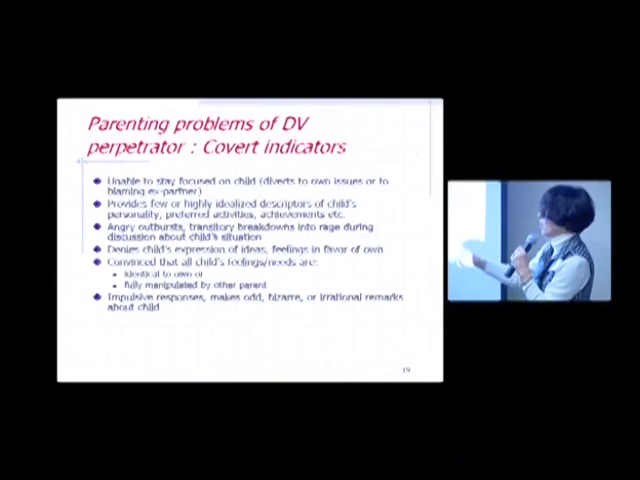 Parenting problems of DV
perpetrator : Covert indicators
Unable to stay focused on child (diverts to own issues or to
blaming ex-partner)
Provides few or highly idealized descriptors of child's
personality, preferred activities, achievements etc.
Angry outbursts, transitory breakdowns into rage during
discussion about child's situation
Denies child's expression of ideas, feelings in favor of own
Convinced that all child's feelings/needs are:
identical to own or
fully manipulated by other parent
Impulsive responses, makes odd, bizarre, or irrational remarks
about child
19